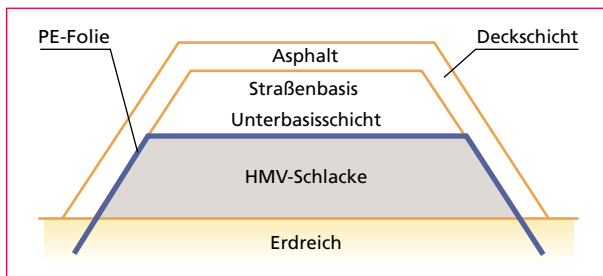 PE-Folie
Deckschicht
Asphalt
Straßenbasis
Unterbasisschicht
HMV-Schlacke
Erdreich